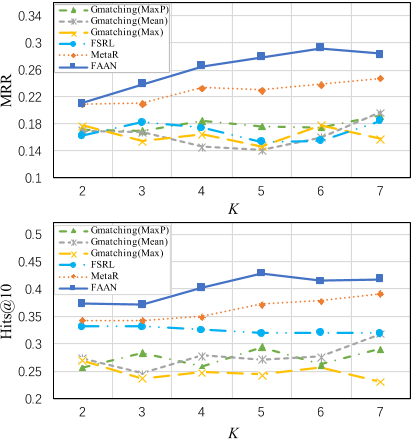 0.34
0.3
0.26
0.22
0.18
0.14
0.1
MRR
Gmatching(MaxP)
Gmatching(Mean)
Gmatching(Max)
FSRL
MetaR
FAAN
2 3 4 5 6 7
K
0.5
0.45
0.4
0.35
0.3
0.25
0.2
Hits@10
Gmatching(MaxP)
Gmatching(Mean)
Gmatching(Max)
FSRL
MetaR
FAAN
2 3 4 5 6 7
K